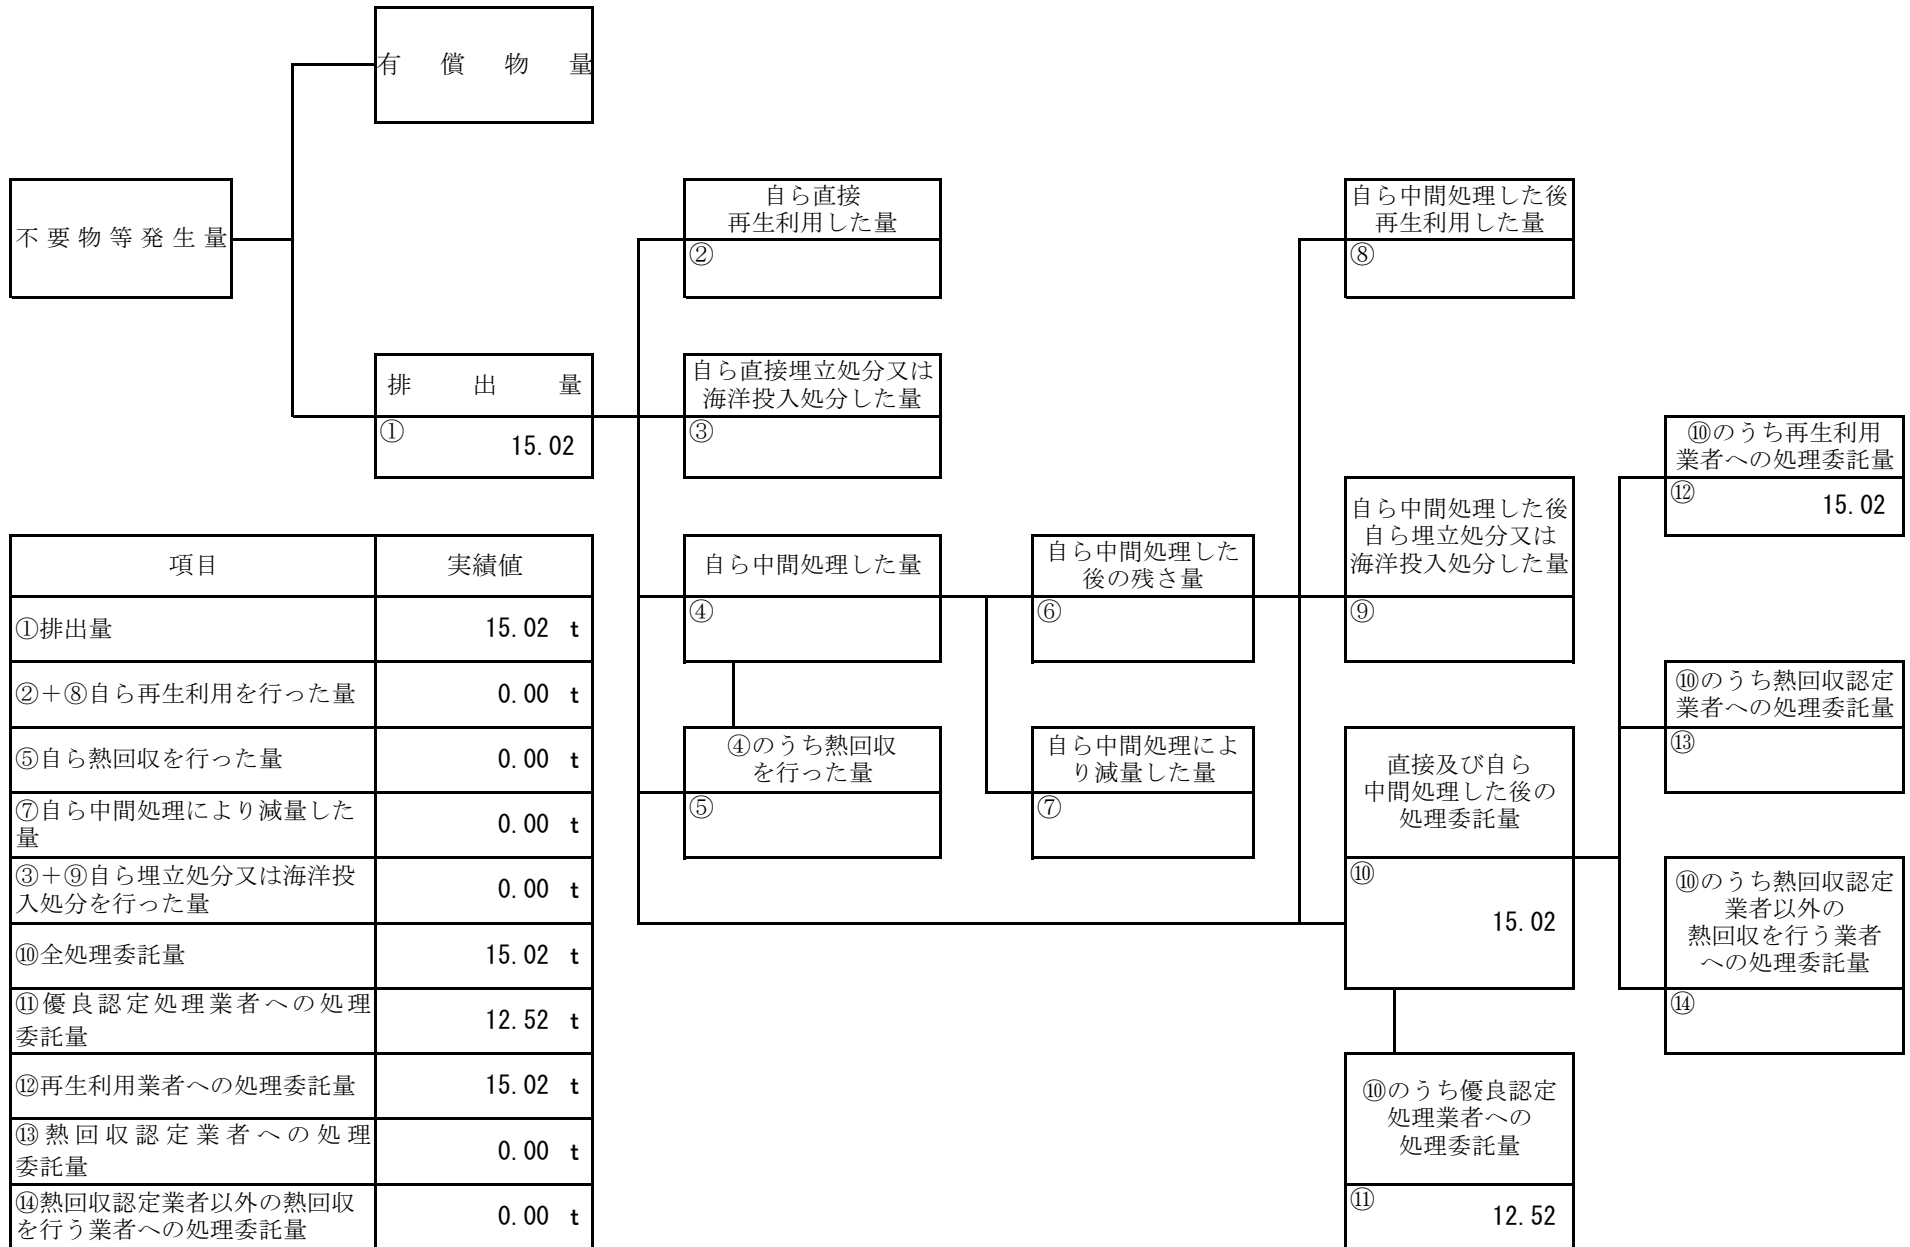 有償物量
不要物等発生量
自ら直接
再生利用した量
②
自ら中間処理した後
再生利用した量
⑧
排出量
① 15.02
自ら直接埋立処分又は
海洋投入処分した量
③
⑩のうち再生利用
業者への処理委託量
⑫ 15.02
自ら中間処理した量
④
自ら中間処理した
後の残さ量
⑥
自ら中間処理した後
自ら埋立処分又は
海洋投入処分した量
⑨
⑩のうち熱回収認定
業者への処理委託量
⑬
④のうち熱回収
を行った量
⑤
自ら中間処理によ
り減量した量
⑦
直接及び自ら
中間処理した後の
処理委託量
⑩
15.02
⑩のうち熱回収認定
業者以外の
熱回収を行う業者
への処理委託量
⑭
⑩のうち優良認定
処理業者への
処理委託量
⑪ 12.52
項目 実績値
①排出量 15.02 t
②+⑧自ら再生利用を行った量 0.00 t
⑤自ら熱回収を行った量 0.00 t
⑦自ら中間処理により減量した
量 0.00 t
③+⑨自ら埋立処分又は海洋投
入処分を行った量 0.00 t
⑩全処理委託量 15.02 t
⑪優良認定処理業者への処理
委託量 12.52 t
⑫再生利用業者への処理委託量 15.02 t
⑬熱回収認定業者への処理
委託量 0.00 t
⑭熱回収認定業者以外の熱回収
を行う業者への処理委託量 0.00 t